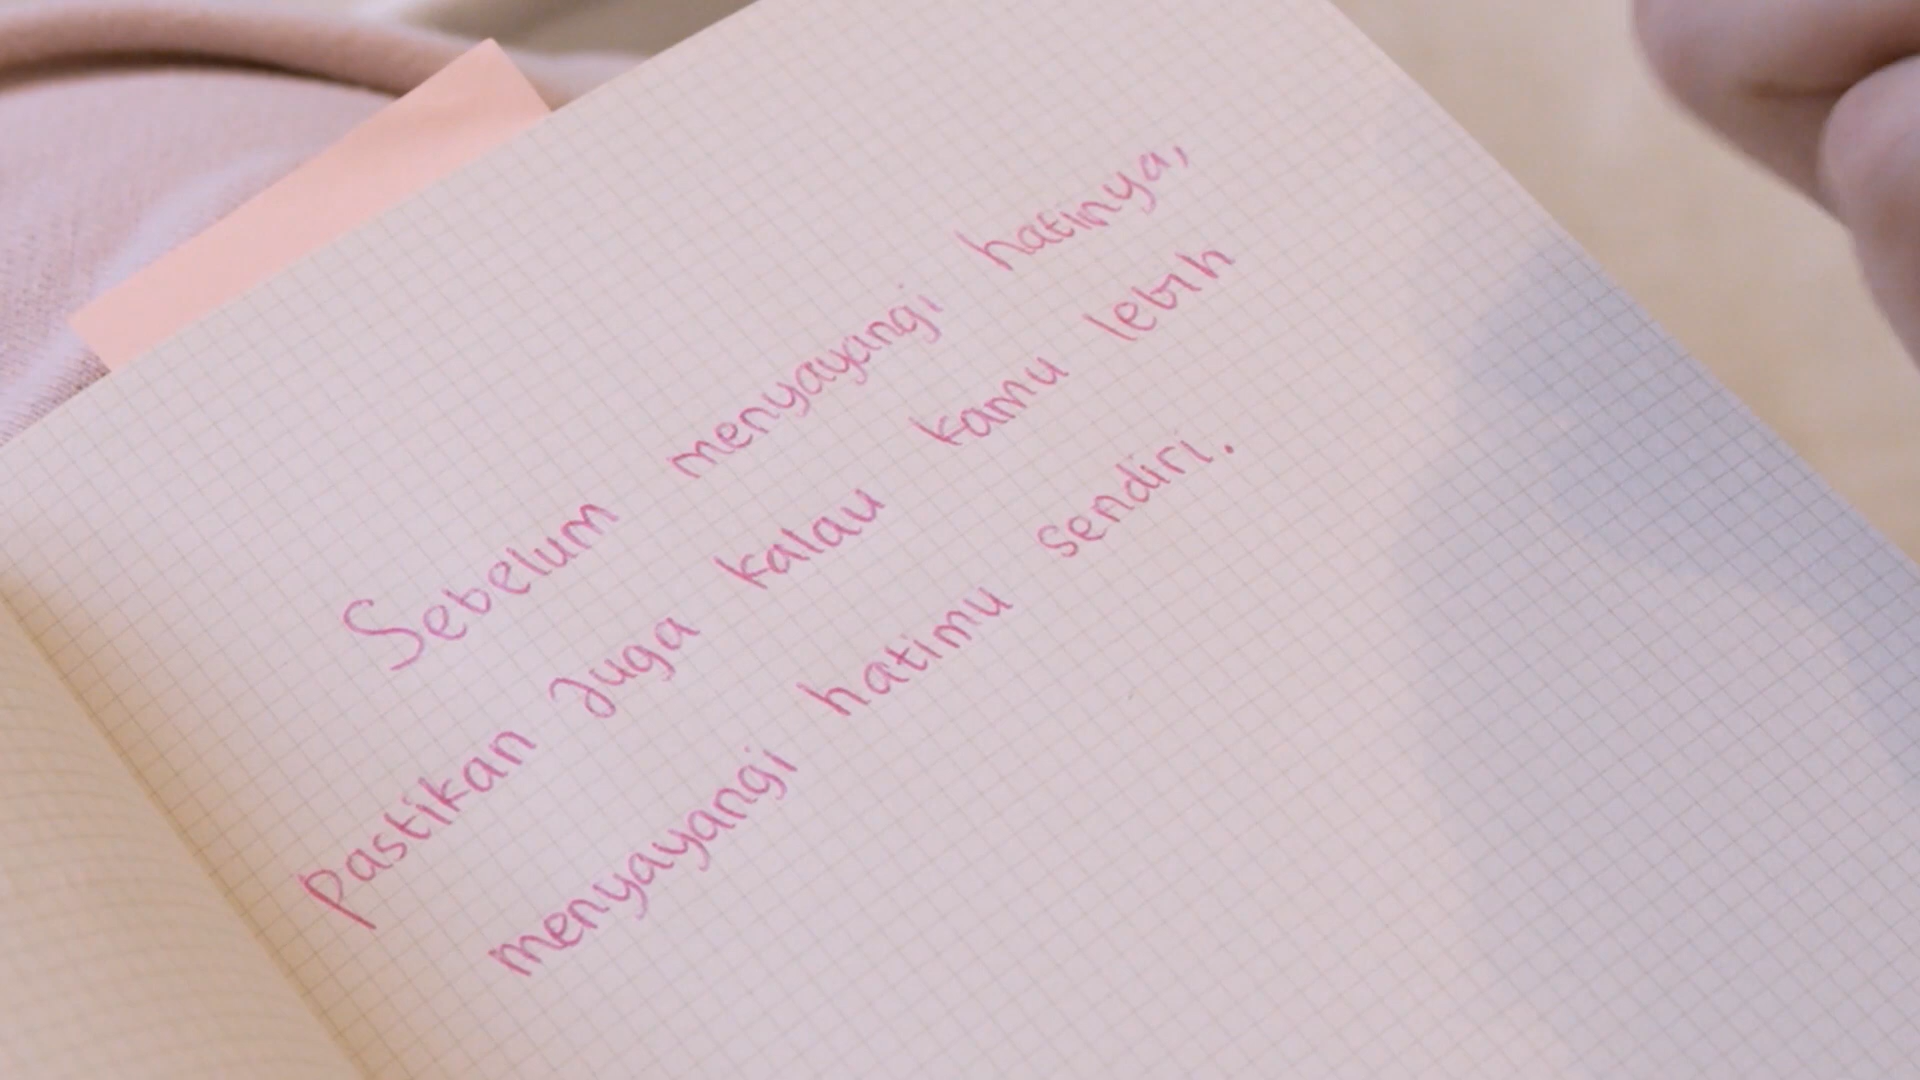 Sebelum menyayangi hatinya,
Pastikan Juga kalau kamu lebih
menyayangi hatimu sendiri.